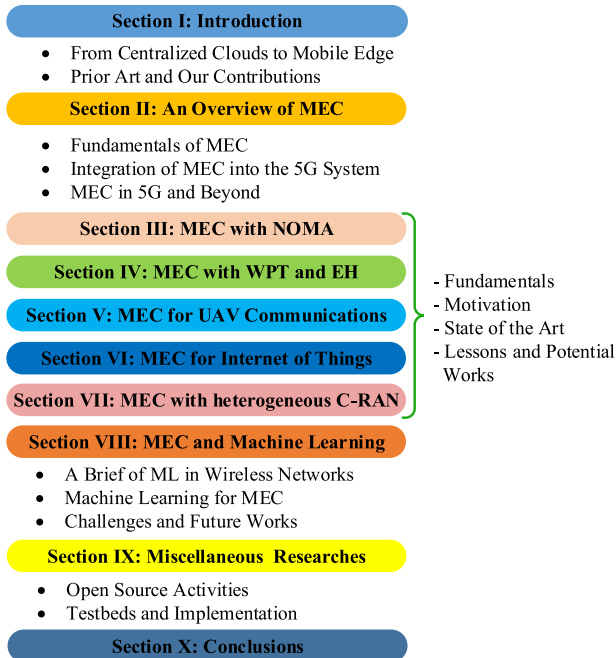 Section I: Introduction
• From Centralized Clouds to Mobile Edge
• Prior Art and Our Contributions
Section II: An Overview of MEC
• Fundamentals of MEC
• Integration of MEC into the 5G System
• MEC in 5G and Beyond
Section III: MEC with NOMA
Section IV: MEC with WPT and EH
Section V: MEC for UAV Communications
Section VI: MEC for Internet of Things
Section VII: MEC with heterogeneous C-RAN
- Fundamentals
- Motivation
- State of the Art
- Lessons and Potential
Works
Section VIII: MEC and Machine Learning
• A Brief of ML in Wireless Networks
• Machine Learning for MEC
• Challenges and Future Works
Section IX: Miscellaneous Researches
• Open Source Activities
• Testbeds and Implementation
Section X: Conclusions